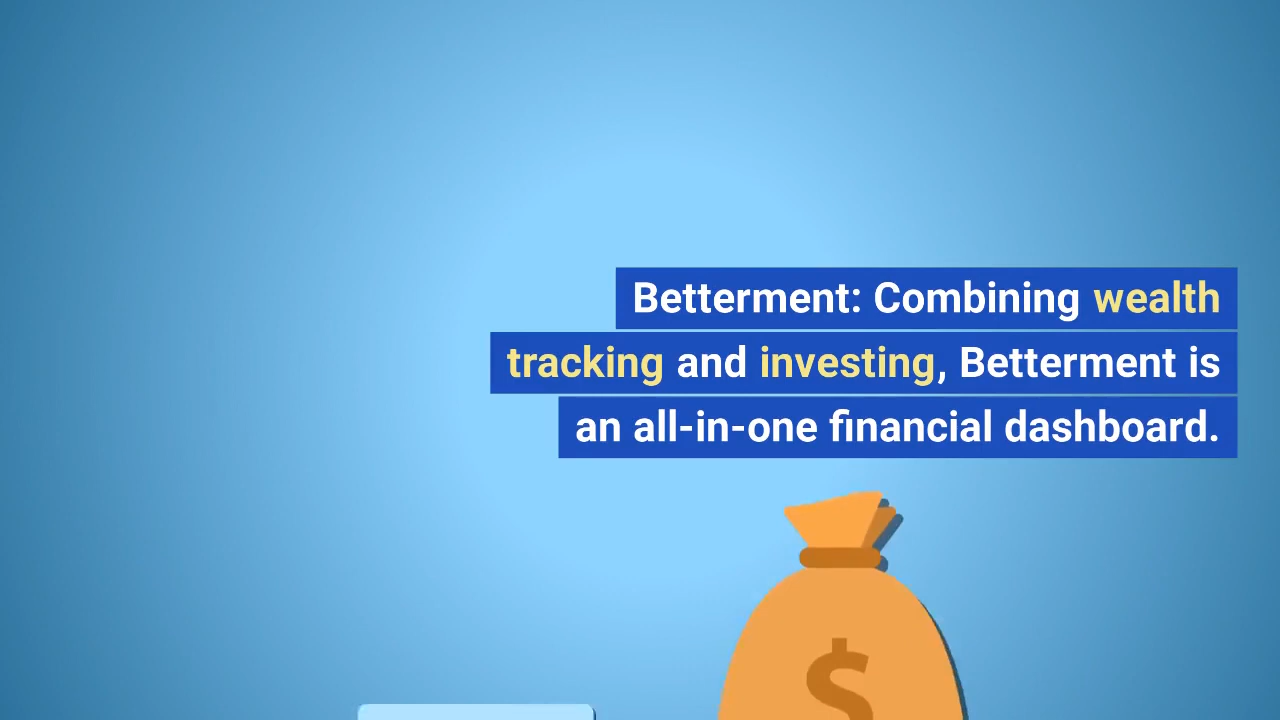 Betterment: Combining wealth
tracking and investing, Betterment is
an all-in-one financial dashboard.
$